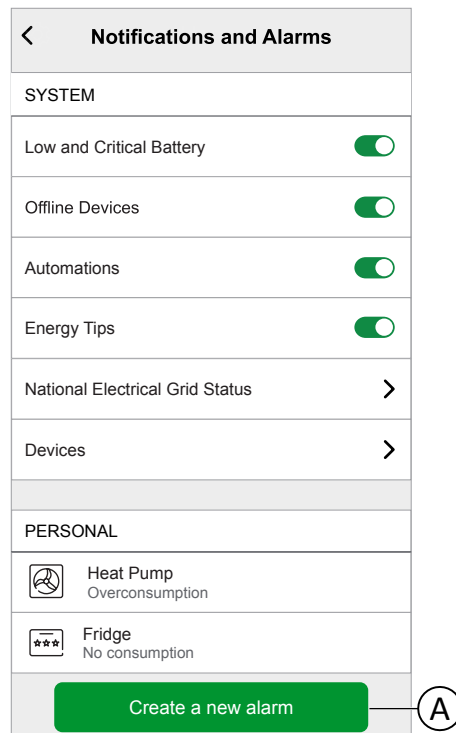 Notifications and Alarms
SYSTEM
Low and Critical Battery
Offline Devices
Automations
Energy Tips
National Electrical Grid Status
Devices
PERSONAL
Heat Pump
Overconsumption
Fridge
No consumption
Create a new alarm
A